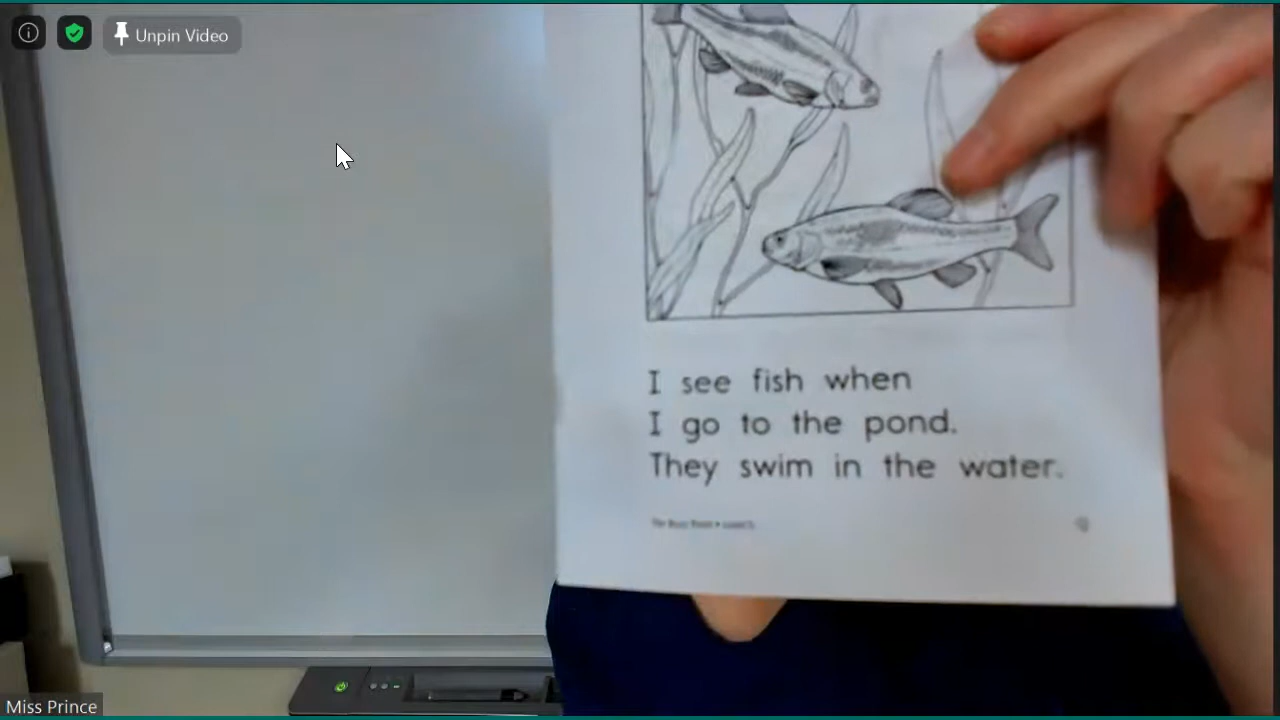 Unpin Video
I see fish when
I go to the pond.
They swim in the water.
Miss Prince